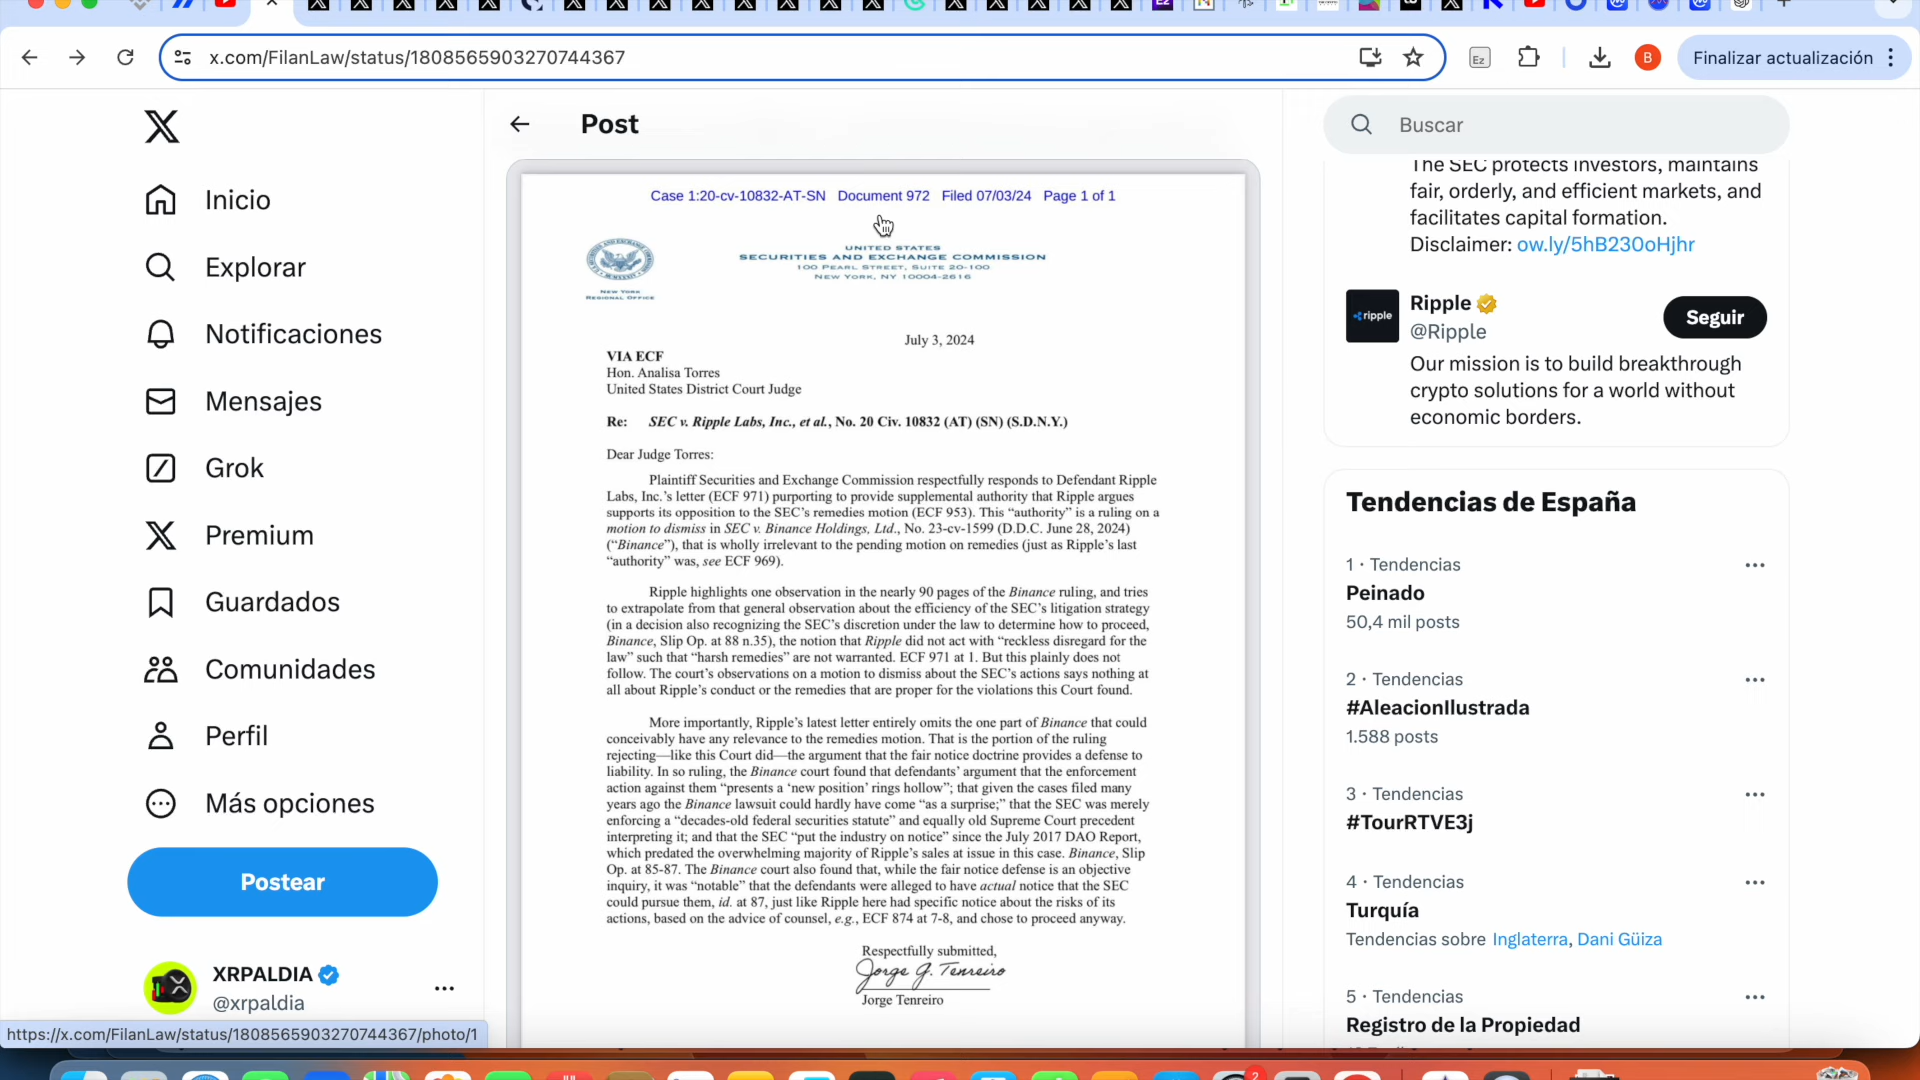 x.com/FilanLaw/status/1808565903270744367
Ez
B
Finalizar actualización
Inicio
Explorar
Notificaciones
Mensajes
Grok
Premium
Guardados
Comunidades
Perfil
Más opciones
Postear
XRPALDIA
@xrpaldia
https://x.com/FilanLaw/status/1808565903270744367/photo/1
Post
Case 1:20-cv-10832-AT-SN Document 972 Filed 07/03/24 Page 1 of 1
UNITED STATES
SECURITIES AND EXCHANGE COMMISSION
100 PEARL STREET, SUITE 20-100
NEW YORK, NY 10004-2616
NEW YORK
REGIONAL OFFICE
July 3, 2024
VIA ECF
Hon. Analisa Torres
United States District Court Judge
Re: SEC v. Ripple Labs, Inc., et al., No. 20 Civ. 10832 (AT) (SN) (S.D.N.Y.)
Dear Judge Torres:
Plaintiff Securities and Exchange Commission respectfully responds to Defendant Ripple
Labs, Inc.’s letter (ECF 971) purporting to provide supplemental authority that Ripple argues
supports its opposition to the SEC’s remedies motion (ECF 953). This “authority” is a ruling on a
motion to dismiss in SEC v. Binance Holdings, Ltd., No. 23-cv-1599 (D.D.C. June 28, 2024)
(“Binance”), that is wholly irrelevant to the pending motion on remedies (just as Ripple’s last
“authority” was, see ECF 969).
Ripple highlights one observation in the nearly 90 pages of the Binance ruling, and tries
to extrapolate from that general observation about the efficiency of the SEC’s litigation strategy
(in a decision also recognizing the SEC’s discretion under the law to determine how to proceed,
Binance, Slip Op. at 88 n.35), the notion that Ripple did not act with “reckless disregard for the
law” such that “harsh remedies” are not warranted. ECF 971 at 1. But this plainly does not
follow. The court’s observations on a motion to dismiss about the SEC’s actions says nothing at
all about Ripple’s conduct or the remedies that are proper for the violations this Court found.
More importantly, Ripple’s latest letter entirely omits the one part of Binance that could
conceivably have any relevance to the remedies motion. That is the portion of the ruling
rejecting—like this Court did—the argument that the fair notice doctrine provides a defense to
liability. In so ruling, the Binance court found that defendants’ argument that the enforcement
action against them “presents a ‘new position’ rings hollow”; that given the cases filed many
years ago the Binance lawsuit could hardly have come “as a surprise;” that the SEC was merely
enforcing a “decades-old federal securities statute” and equally old Supreme Court precedent
interpreting it; and that the SEC “put the industry on notice” since the July 2017 DAO Report,
which predated the overwhelming majority of Ripple’s sales at issue in this case. Binance, Slip
Op. at 85-87. The Binance court also found that, while the fair notice defense is an objective
inquiry, it was “notable” that the defendants were alleged to have actual notice that the SEC
could pursue them, id. at 87, just like Ripple here had specific notice about the risks of its
actions, based on the advice of counsel, e.g., ECF 874 at 7-8, and chose to proceed anyway.
Respectfully submitted,
Jorge G. Tenreiro
Jorge Tenreiro
Buscar
The SEC protects investors, maintains
fair, orderly, and efficient markets, and
facilitates capital formation.
Disclaimer: ow.ly/5hB230oHjhr
ripple
Ripple
@Ripple
Seguir
Our mission is to build breakthrough
crypto solutions for a world without
economic borders.
Tendencias de España
1 · Tendencias
Peinado
50,4 mil posts
2 · Tendencias
#AleacionIlustrada
1.588 posts
3 · Tendencias
#TourRTVE3j
4 · Tendencias
Turquía
Tendencias sobre Inglaterra, Dani Güiza
5 · Tendencias
Registro de la Propiedad
2